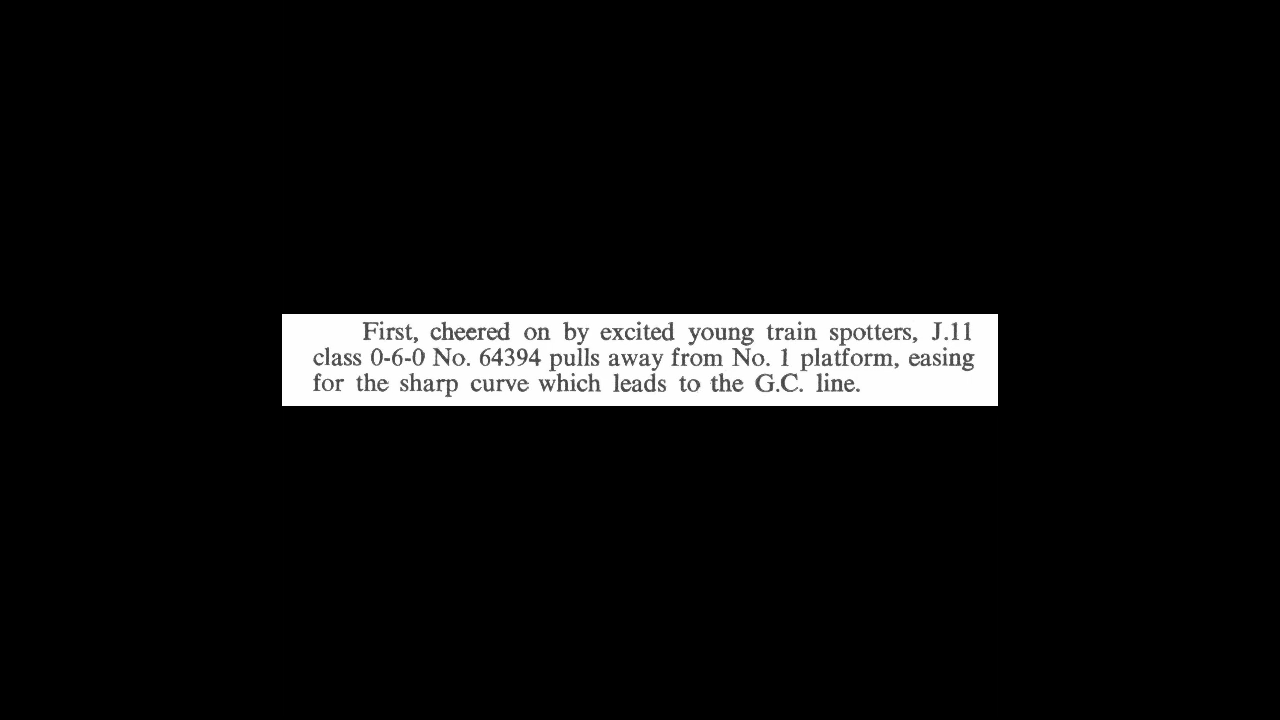 First, cheered on by excited young train spotters, J.11
class 0-6-0 No. 64394 pulls away from No. 1 platform, easing
for the sharp curve which leads to the G.C. line.